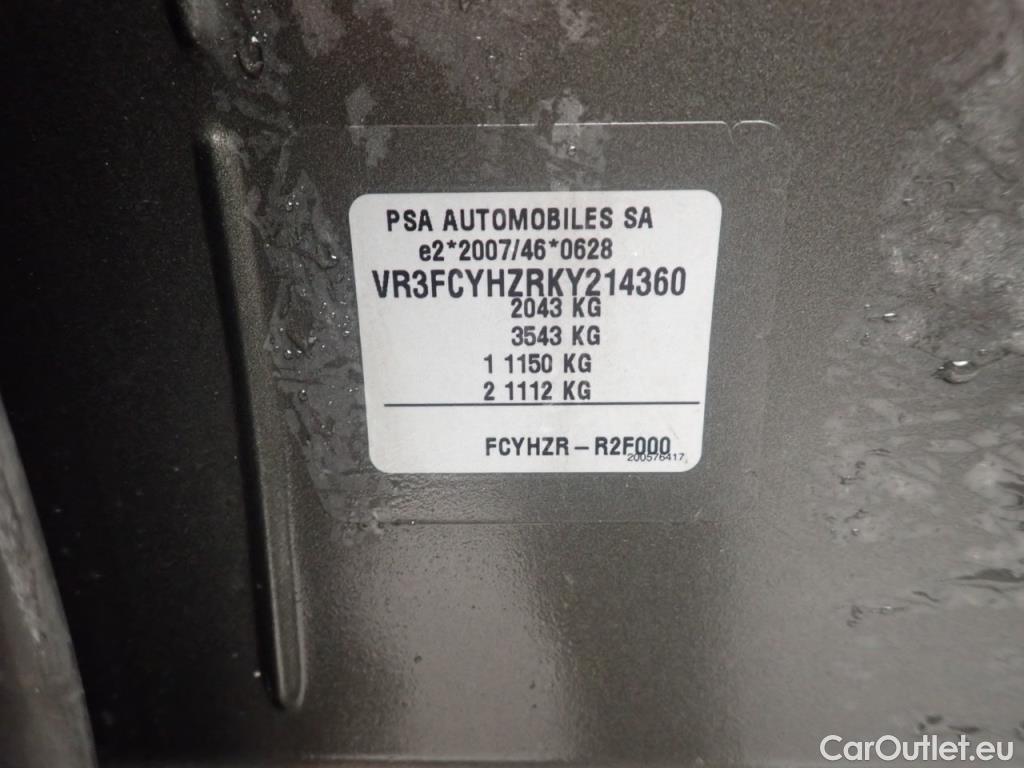 PSA AUTOMOBILES SA
e2*2007/46*0628
VR3FCYHZRKY214360
2043 KG
3543 KG
1 1150 KG
2 1112 KG
FCYHZR – R2F000
200576417
CarOutlet.eu